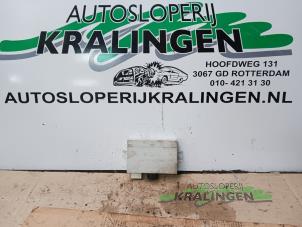 AUTOSLOPERIJ
KRALINGEN
HOOFDWEG 131
3067 GD ROTTERDAM
010- 421 31 30
AUTOSLOPERIJKRALINGEN.NL
AUTOSLOPERIJ
KRALINGEN